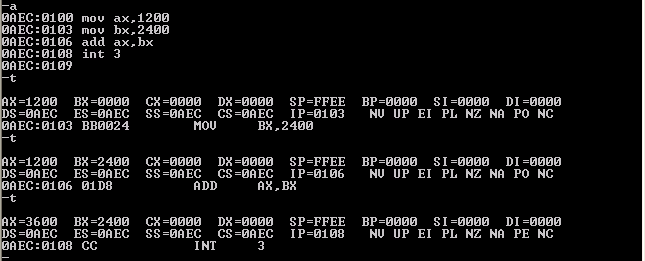 -a
0AEC:0100 mov ax,1200
0AEC:0103 mov bx,2400
0AEC:0106 add ax,bx
0AEC:0108 int 3
0AEC:0109
-t
AX=1200 BX=0000 CX=0000 DX=0000 SP=FFEE BP=0000 SI=0000 DI=0000
DS=0AEC ES=0AEC SS=0AEC CS=0AEC IP=0103 NV UP EI PL NZ NA PO NC
0AEC:0103 BB0024 MOV BX,2400
-t
AX=1200 BX=2400 CX=0000 DX=0000 SP=FFEE BP=0000 SI=0000 DI=0000
DS=0AEC ES=0AEC SS=0AEC CS=0AEC IP=0106 NV UP EI PL NZ NA PO NC
0AEC:0106 01D8 ADD AX,BX
-t
AX=3600 BX=2400 CX=0000 DX=0000 SP=FFEE BP=0000 SI=0000 DI=0000
DS=0AEC ES=0AEC SS=0AEC CS=0AEC IP=0108 NV UP EI PL NZ NA PE NC
0AEC:0108 CC INT 3
-